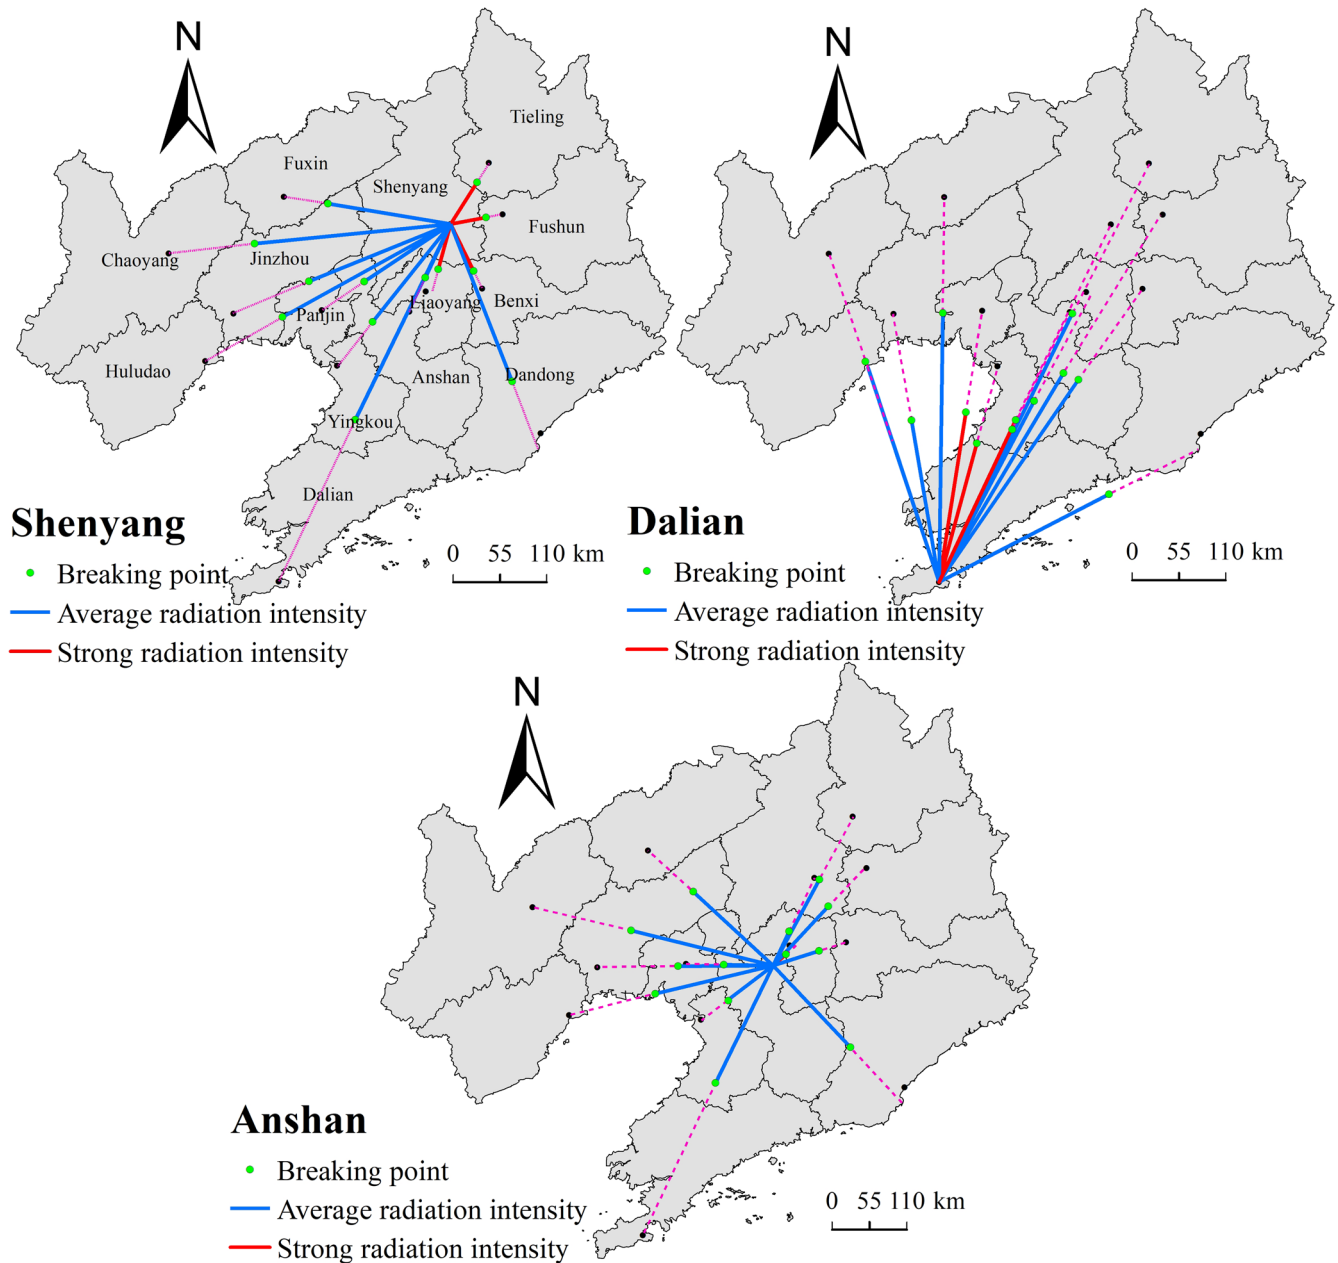 N
Tieling
Fuxin
Shenyang
Fushun
Chaoyang
Jinzhou
Liaoyang
Benxi
Panjin
Huludao
Anshan
Dandong
Yingkou
Dalian
Shenyang
0 55 110 km
Breaking point
Average radiation intensity
Strong radiation intensity
N
Dalian
0 55 110 km
Breaking point
Average radiation intensity
Strong radiation intensity
N
Anshan
Breaking point
0 55 110 km
Average radiation intensity
Strong radiation intensity